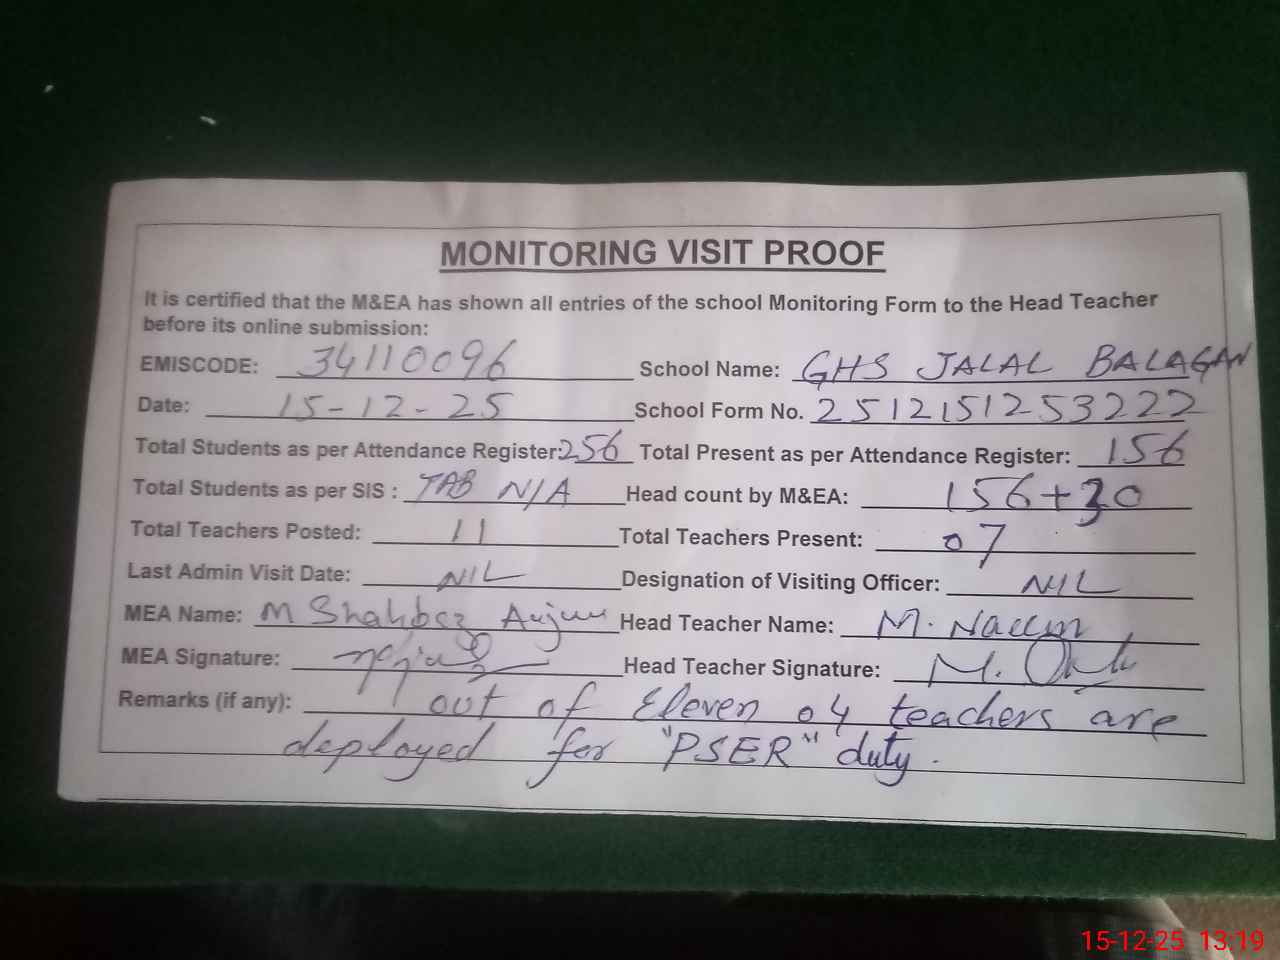 MONITORING VISIT PROOF
It is certified that the M&EA has shown all entries of the school Monitoring Form to the Head Teacher
before its online submission:
EMISCODE: 34110096 School Name: GHS JALAL BALAGAN
Date: 15-12-25 School Form No. 2512151253222
Total Students as per Attendance Register: 256 Total Present as per Attendance Register: 156
Total Students as per SIS : TAB N/A Head count by M&EA: 156+30
Total Teachers Posted: 11 Total Teachers Present: 07
Last Admin Visit Date: NIL Designation of Visiting Officer: NIL
MEA Name: M Shahbaz Anjum Head Teacher Name: M. Naeem
MEA Signature: Head Teacher Signature: M.
Remarks (if any): out of Eleven 04 teachers are
deployed for "PSER" duty.
15-12-25 13:19